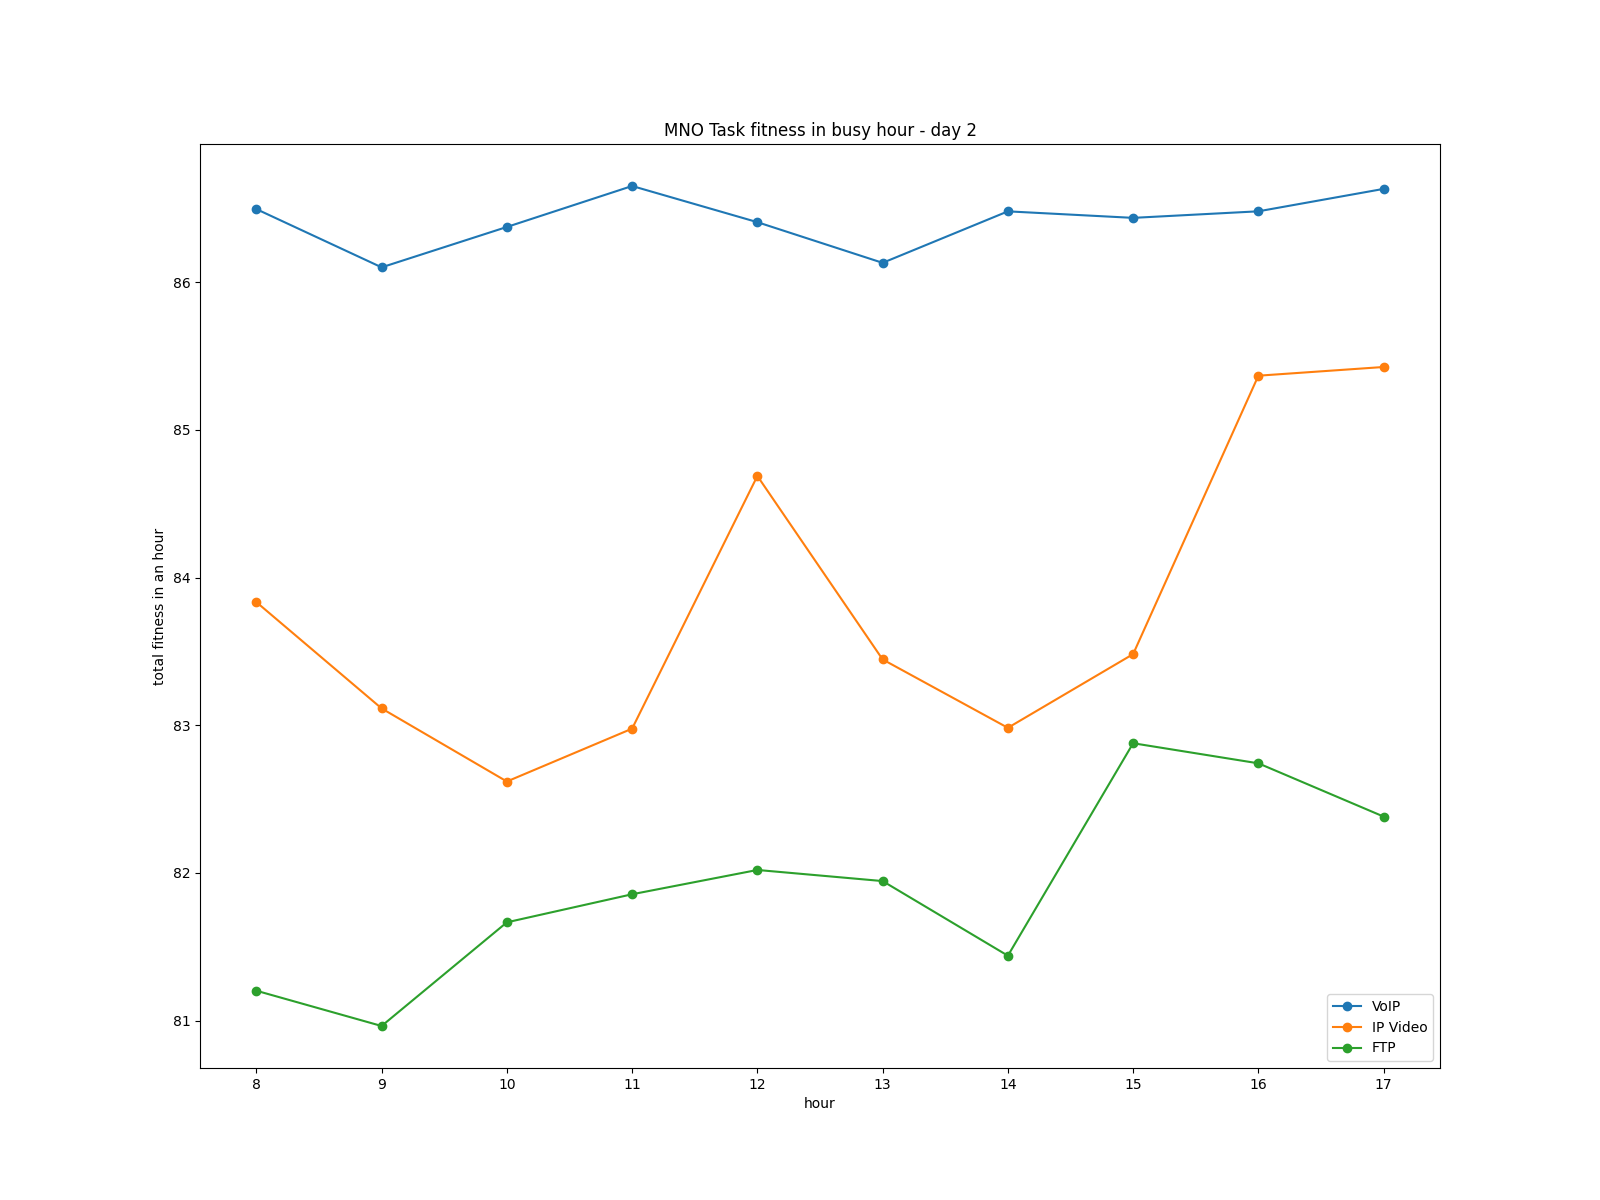 MNO Task fitness in busy hour - day 2
total fitness in an hour
86
85
84
83
82
81
8 9 10 11 12 13 14 15 16 17
hour
VoIP
IP Video
FTP